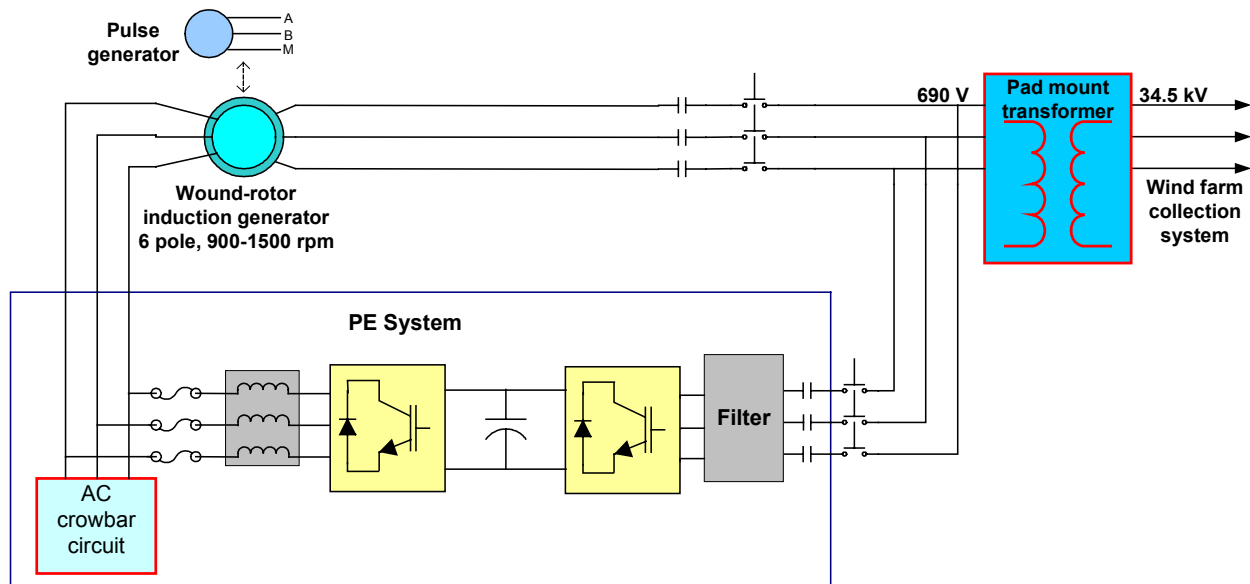 Pulse
generator
A
B
M
690 V
Pad mount
transformer
34.5 kV
Wound-rotor
induction generator
6 pole, 900-1500 rpm
Wind farm
collection
system
PE System
Filter
AC
crowbar
circuit